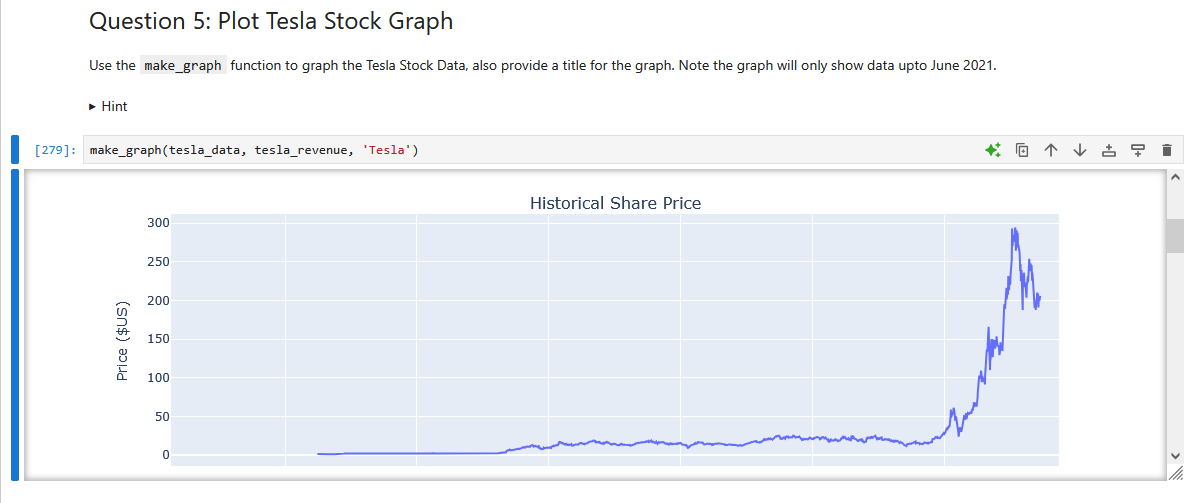 Question 5: Plot Tesla Stock Graph
Use the make_graph function to graph the Tesla Stock Data, also provide a title for the graph. Note the graph will only show data upto June 2021.
▸ Hint
[279]: make_graph(tesla_data, tesla_revenue, 'Tesla')
Historical Share Price
300
250
200
150
100
50
0
Price ($US)